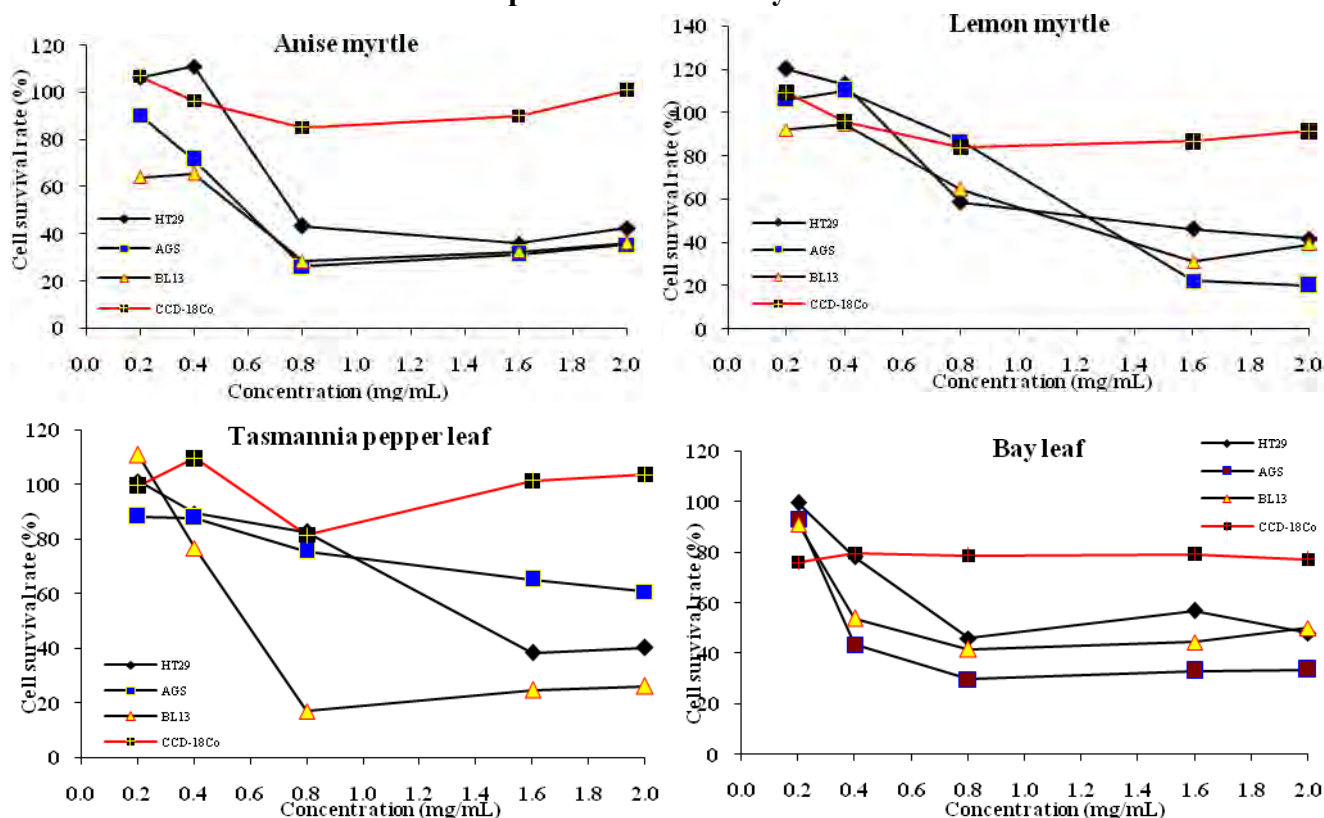 Anise myrtle
120
100
80
60
40
20
0
Cell survival rate (%)
HT29
AGS
BL13
CCD-18Co
0.0 0.2 0.4 0.6 0.8 1.0 1.2 1.4 1.6 1.8 2.0
Concentration (mg/mL)
Lemon myrtle
140
120
100
80
60
40
20
0
Cell survival rate (%)
HT29
AGS
BL13
CCD-18Co
0.0 0.2 0.4 0.6 0.8 1.0 1.2 1.4 1.6 1.8 2.0
Concentration (mg/mL)
Tasmannia pepper leaf
120
100
80
60
40
20
0
Cell survival rate (%)
HT29
AGS
BL13
CCD-18Co
0.0 0.2 0.4 0.6 0.8 1.0 1.2 1.4 1.6 1.8 2.0
Concentration (mg/mL)
Bay leaf
120
100
80
60
40
20
0
Cell survival rate (%)
HT29
AGS
BL13
CCD-18Co
0.0 0.2 0.4 0.6 0.8 1.0 1.2 1.4 1.6 1.8 2.0
Concentration (mg/mL)